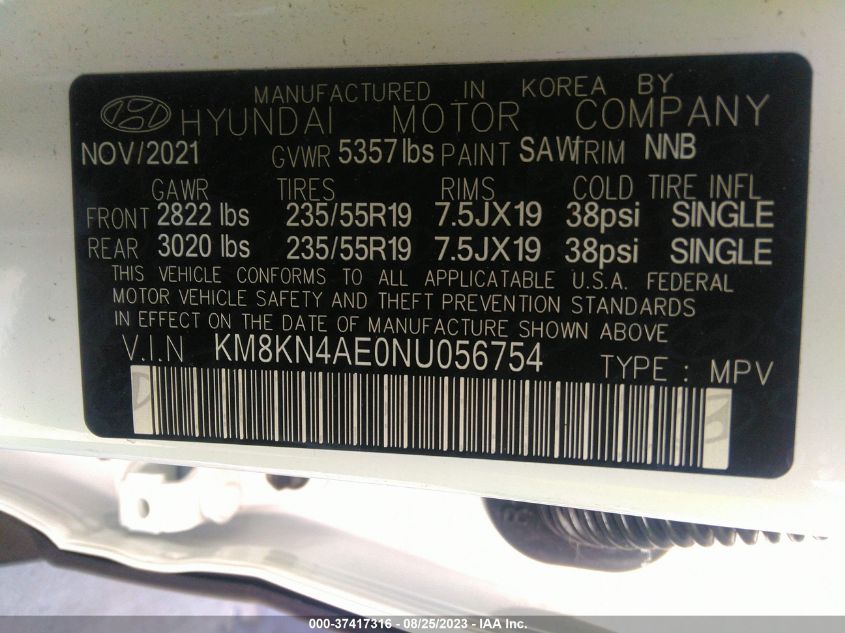 MANUFACTURED IN KOREA BY
HYUNDAI MOTOR COMPANY
NOV/2021 GVWR 5357lbs PAINT SAW TRIM NNB
GAWR TIRES RIMS COLD TIRE INFL
FRONT 2822 lbs 235/55R19 7.5JX19 38psi SINGLE
REAR 3020 lbs 235/55R19 7.5JX19 38psi SINGLE
THIS VEHICLE CONFORMS TO ALL APPLICATABLE U.S.A. FEDERAL
MOTOR VEHICLE SAFETY AND THEFT PREVENTION STANDARDS
IN EFFECT ON THE DATE OF MANUFACTURE SHOWN ABOVE
V.I.N KM8KN4AE0NU056754 TYPE : MPV
000-37417316 - 08/25/2023 - IAA Inc.